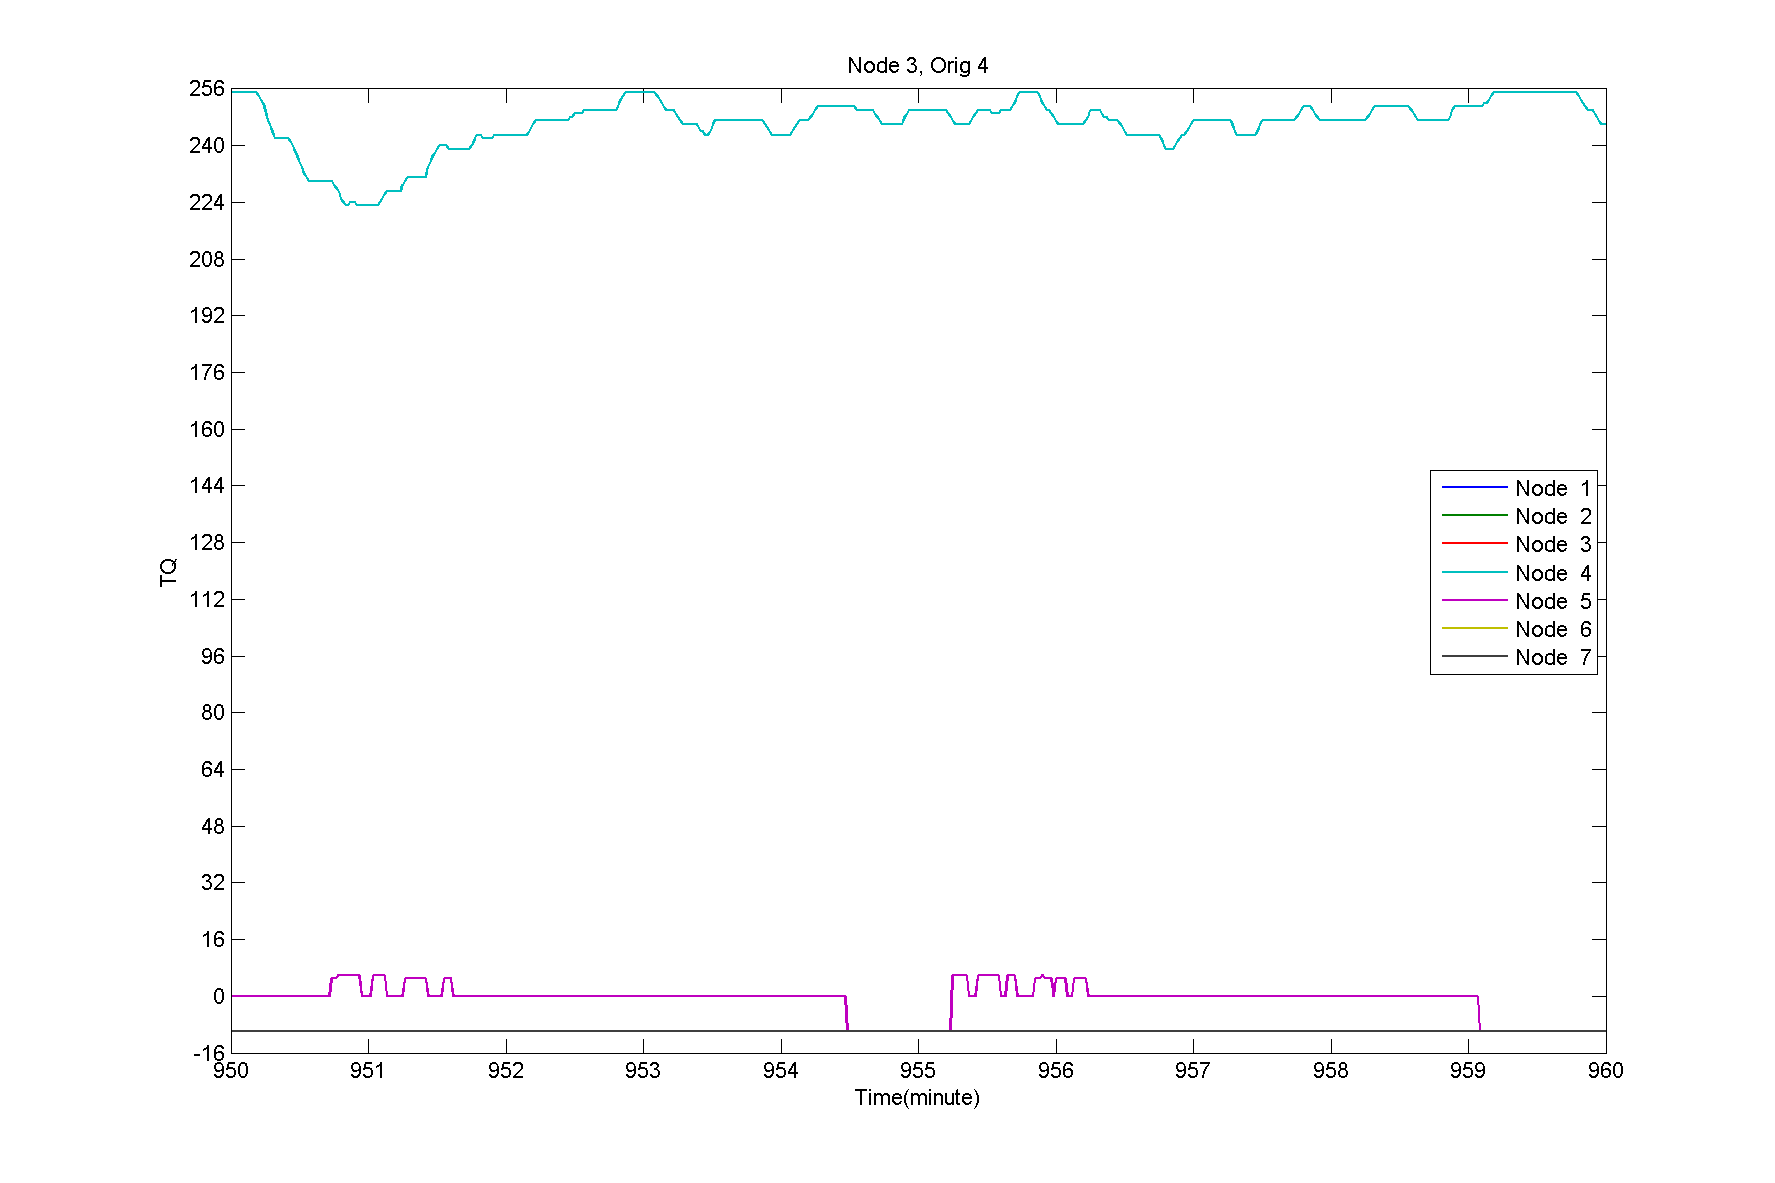 Node 3, Orig 4
256
240
224
208
192
176
160
144
128
112
96
80
64
48
32
16
0
-16
TQ
Node 1
Node 2
Node 3
Node 4
Node 5
Node 6
Node 7
950 951 952 953 954 955 956 957 958 959 960
Time(minute)